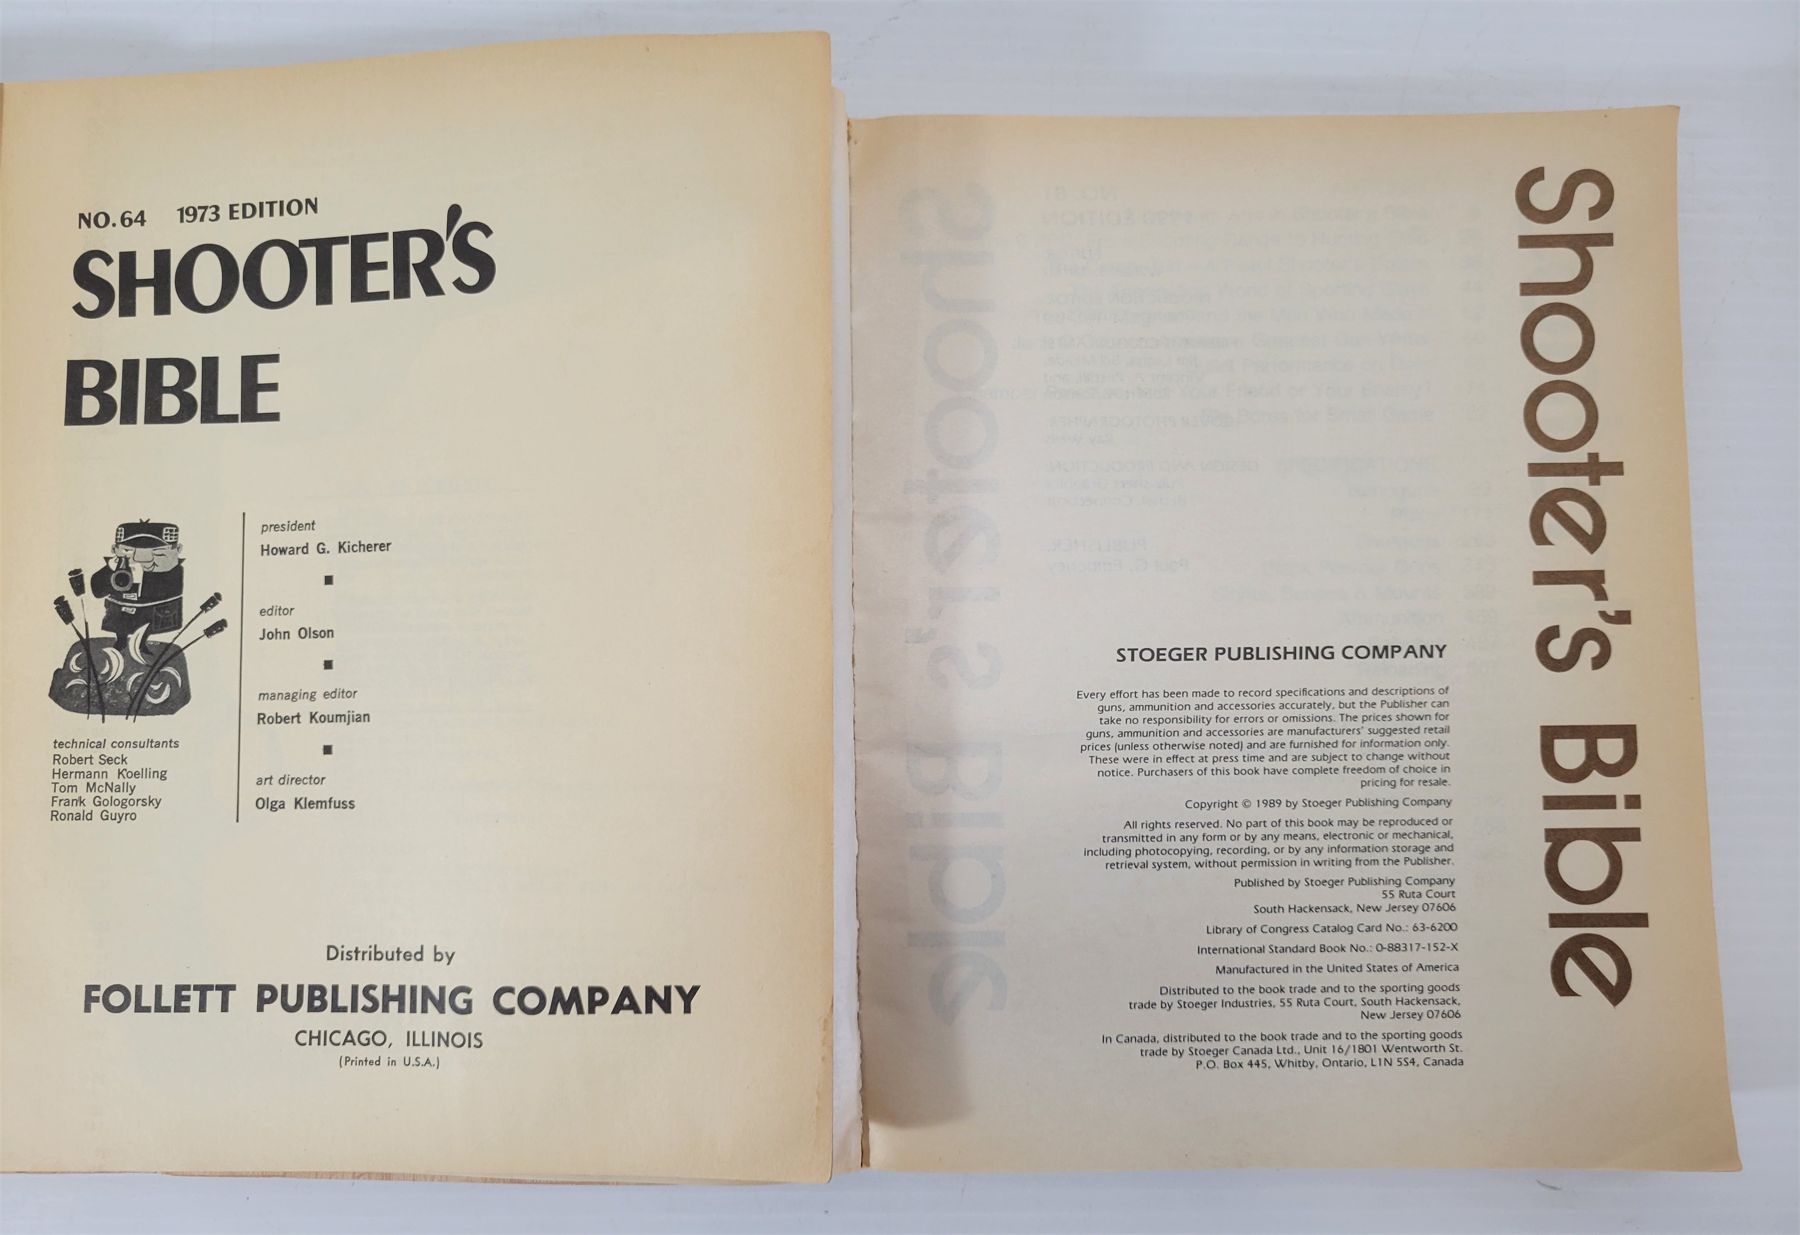 NO. 64 1973 EDITION
SHOOTER'S
BIBLE
president
Howard G. Kicherer
editor
John Olson
managing editor
Robert Koumjian
art director
Olga Klemfuss
technical consultants
Robert Seck
Hermann Koelling
Tom McNally
Frank Gologorsky
Ronald Guyro
Distributed by
FOLLETT PUBLISHING COMPANY
CHICAGO, ILLINOIS
(Printed in U.S.A.)
Shooter's Bible
STOEGER PUBLISHING COMPANY
Every effort has been made to record specifications and descriptions of
guns, ammunition and accessories accurately, but the Publisher can
take no responsibility for errors or omissions. The prices shown for
guns, ammunition and accessories are manufacturers' suggested retail
prices (unless otherwise noted) and are furnished for information only.
These were in effect at press time and are subject to change without
notice. Purchasers of this book have complete freedom of choice in
pricing for resale.
Copyright © 1989 by Stoeger Publishing Company
All rights reserved. No part of this book may be reproduced or
transmitted in any form or by any means, electronic or mechanical,
including photocopying, recording, or by any information storage and
retrieval system, without permission in writing from the Publisher.
Published by Stoeger Publishing Company
55 Ruta Court
South Hackensack, New Jersey 07606
Library of Congress Catalog Card No.: 63-6200
International Standard Book No.: 0-88317-152-X
Manufactured in the United States of America
Distributed to the book trade and to the sporting goods
trade by Stoeger Industries, 55 Ruta Court, South Hackensack,
New Jersey 07606
In Canada, distributed to the book trade and to the sporting goods
trade by Stoeger Canada Ltd., Unit 16/1801 Wentworth St.
P.O. Box 445, Whitby, Ontario, L1N 5S4, Canada